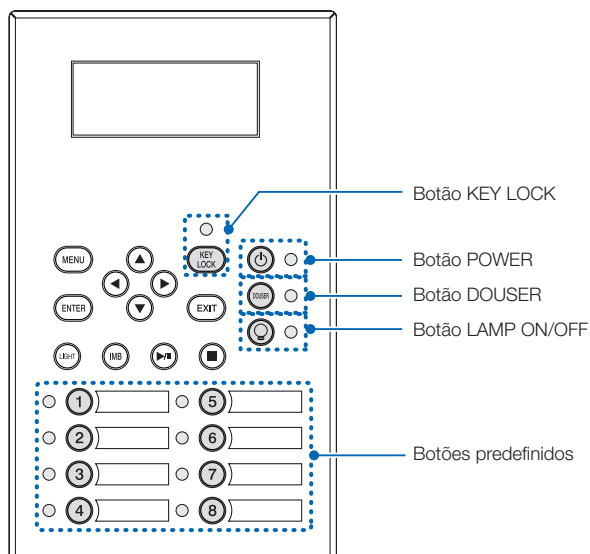 Botão KEY LOCK
KEY
LOCK
MENU
Botão POWER
DOUSER
Botão DOUSER
ENTER
EXIT
Botão LAMP ON/OFF
LIGHT
IMB
1
5
2
6
Botões predefinidos
3
7
4
8